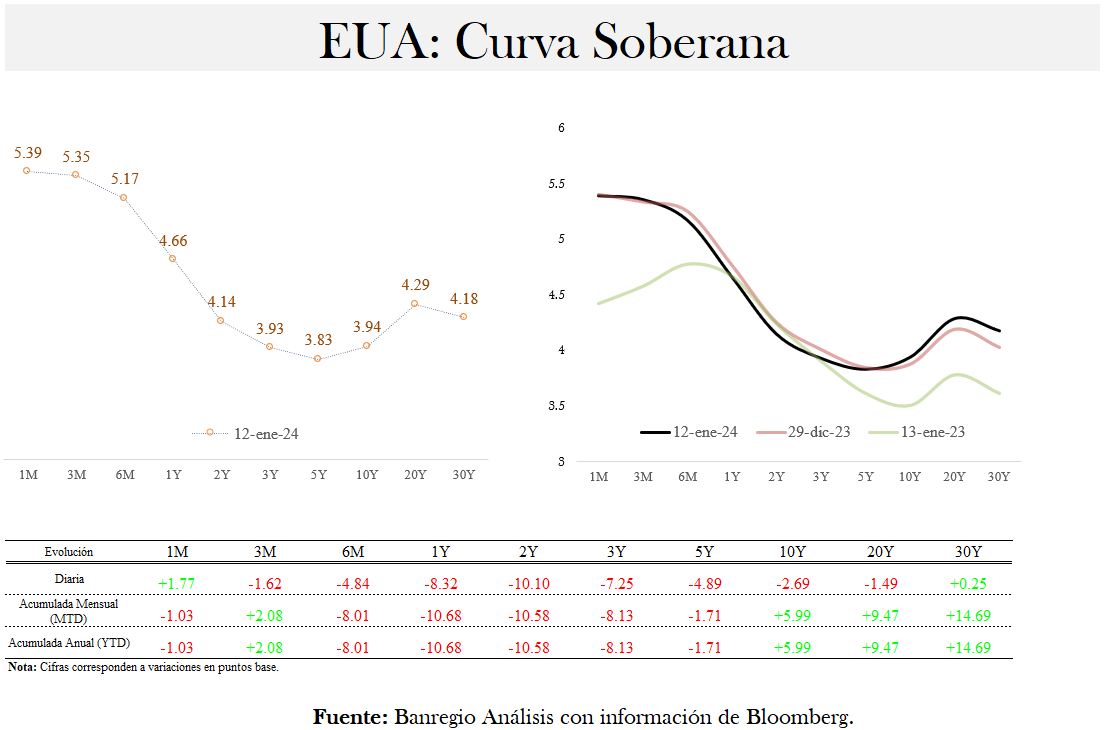 EUA: Curva Soberana
5.39 5.35 5.17 4.66 4.14 3.93 3.83 3.94 4.29 4.18
12-ene-24
1M 3M 6M 1Y 2Y 3Y 5Y 10Y 20Y 30Y
6
5.5
5
4.5
4
3.5
3
12-ene-24 29-dic-23 13-ene-23
1M 3M 6M 1Y 2Y 3Y 5Y 10Y 20Y 30Y
Evolución 1M 3M 6M 1Y 2Y 3Y 5Y 10Y 20Y 30Y
Diaria +1.77 -1.62 -4.84 -8.32 -10.10 -7.25 -4.89 -2.69 -1.49 +0.25
Acumulada Mensual
(MTD) -1.03 +2.08 -8.01 -10.68 -10.58 -8.13 -1.71 +5.99 +9.47 +14.69
Acumulada Anual (YTD) -1.03 +2.08 -8.01 -10.68 -10.58 -8.13 -1.71 +5.99 +9.47 +14.69
Nota: Cifras corresponden a variaciones en puntos base.
Fuente: Banregio Análisis con información de Bloomberg.